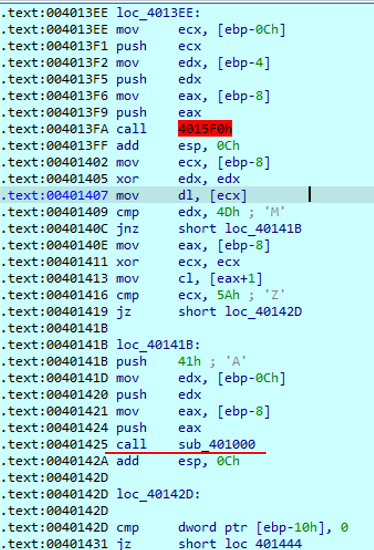 .text:004013EE loc_4013EE:
.text:004013EE mov ecx, [ebp-0Ch]
.text:004013F1 push ecx
.text:004013F2 mov edx, [ebp-4]
.text:004013F5 push edx
.text:004013F6 mov eax, [ebp-8]
.text:004013F9 push eax
.text:004013FA call 4015F0h
.text:004013FF add esp, 0Ch
.text:00401402 mov ecx, [ebp-8]
.text:00401405 xor edx, edx
.text:00401407 mov dl, [ecx]
.text:00401409 cmp edx, 4Dh ; 'M'
.text:0040140C jnz short loc_40141B
.text:0040140E mov eax, [ebp-8]
.text:00401411 xor ecx, ecx
.text:00401413 mov cl, [eax+1]
.text:00401416 cmp ecx, 5Ah ; 'Z'
.text:00401419 jz short loc_40142D
.text:0040141B
.text:0040141B loc_40141B:
.text:0040141B push 41h ; 'A'
.text:0040141D mov edx, [ebp-0Ch]
.text:00401420 push edx
.text:00401421 mov eax, [ebp-8]
.text:00401424 push eax
.text:00401425 call sub_401000
.text:0040142A add esp, 0Ch
.text:0040142D
.text:0040142D loc_40142D:
.text:0040142D
.text:0040142D cmp dword ptr [ebp-10h], 0
.text:00401431 jz short loc_401444